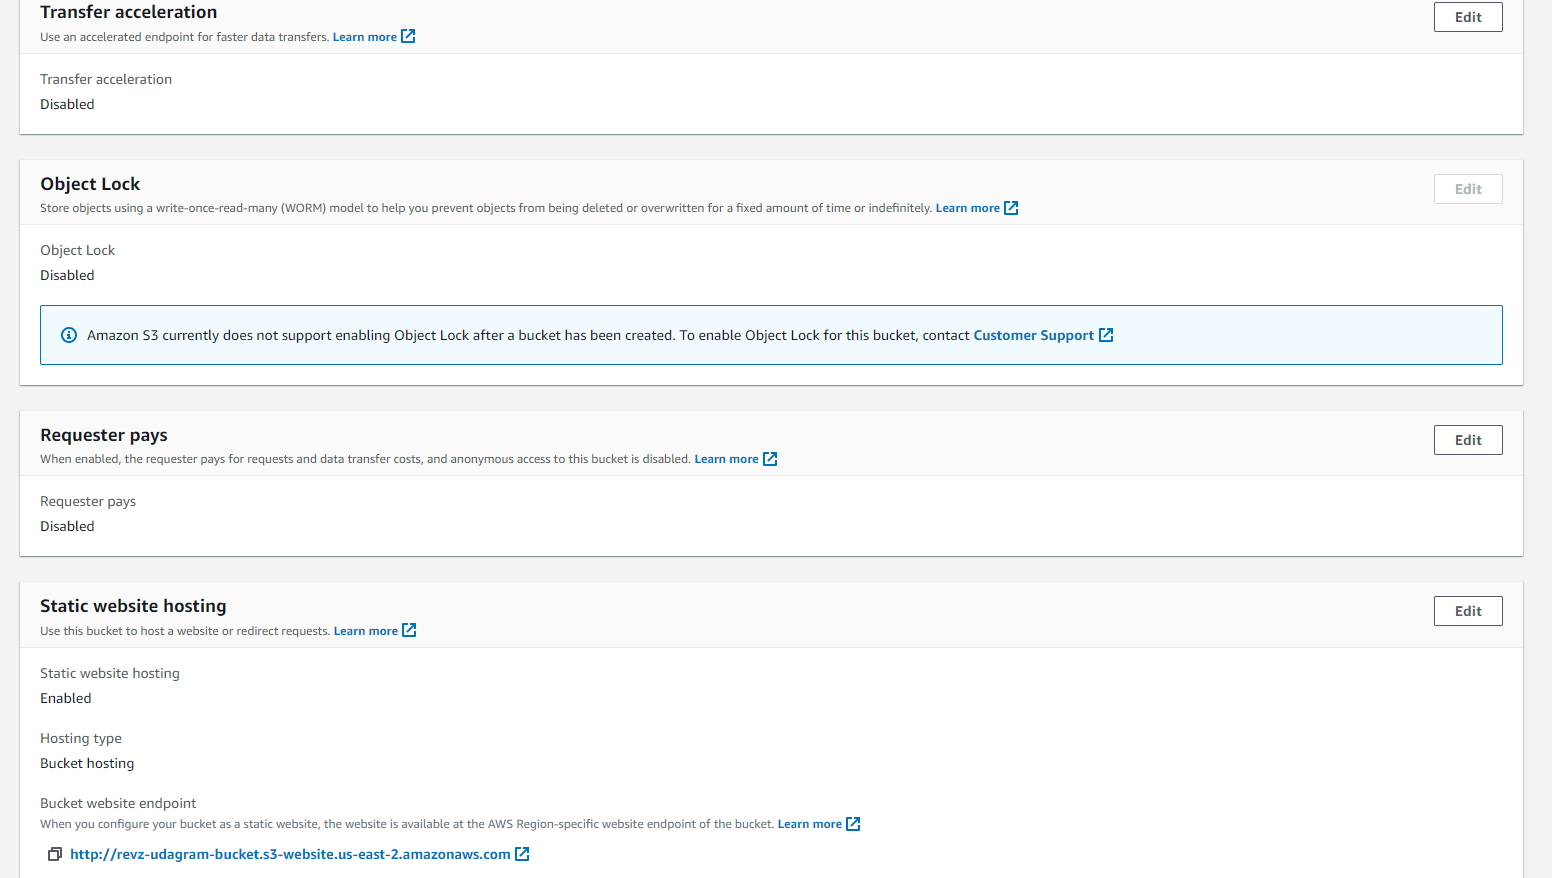 Transfer acceleration
Edit
Use an accelerated endpoint for faster data transfers. Learn more
Transfer acceleration
Disabled
Object Lock
Edit
Store objects using a write-once-read-many (WORM) model to help you prevent objects from being deleted or overwritten for a fixed amount of time or indefinitely. Learn more
Object Lock
Disabled
Amazon S3 currently does not support enabling Object Lock after a bucket has been created. To enable Object Lock for this bucket, contact Customer Support
Requester pays
Edit
When enabled, the requester pays for requests and data transfer costs, and anonymous access to this bucket is disabled. Learn more
Requester pays
Disabled
Static website hosting
Edit
Use this bucket to host a website or redirect requests. Learn more
Static website hosting
Enabled
Hosting type
Bucket hosting
Bucket website endpoint
When you configure your bucket as a static website, the website is available at the AWS Region-specific website endpoint of the bucket. Learn more
http://revz-udagram-bucket.s3-website.us-east-2.amazonaws.com